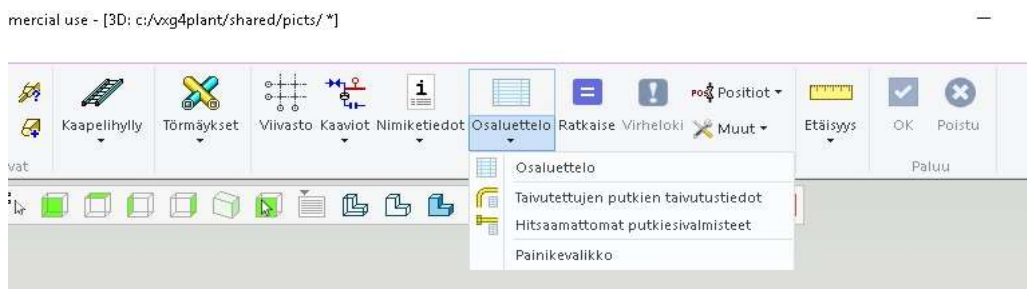 mercial use - [3D: c:/vxg4plant/shared/picts/ *]
Kaapelihylly Törmäykset Viivasto Kaaviot Nimiketiedot Osaluettelo Ratkaise Virheloki Positiot Muut Etäisyys OK Poistu
vat Paluu
Osaluettelo
Taivutettujen putkien taivutustiedot
Hitsaamattomat putkiesivalmisteet
Painikevalikko